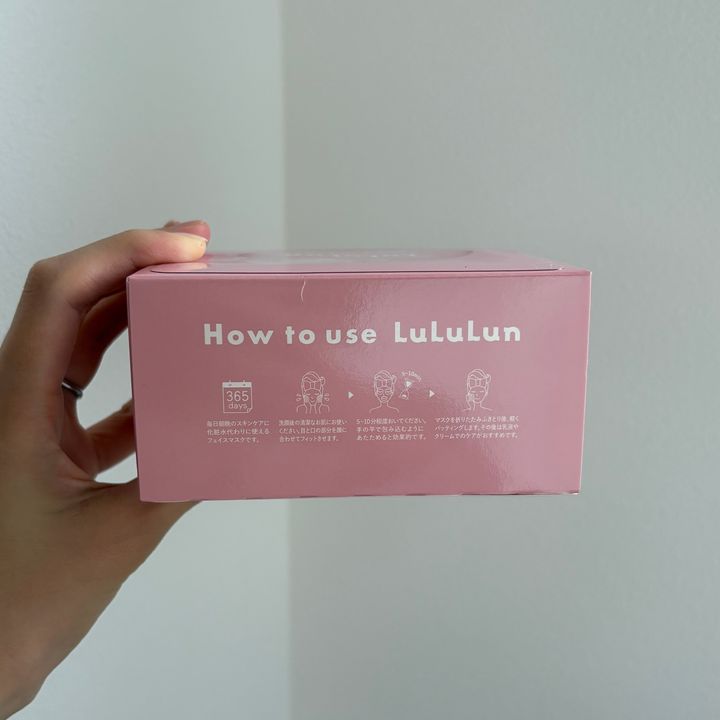 How to use LuLuLun
365
days
毎日朝晩のスキンケアに
化粧水代わりに使える
フェイスマスクです。
洗顔後の清潔なお肌にお使い
ください。目と口の部分を顔に
合わせてフィットさせます。
5-10min
5~10分程度おいてください。
手の平で包み込むように
あたためると効果的です。
マスクを折りたたみふきとり後、軽く
パッティングします。その後は乳液や
クリームでのケアがおすすめです。